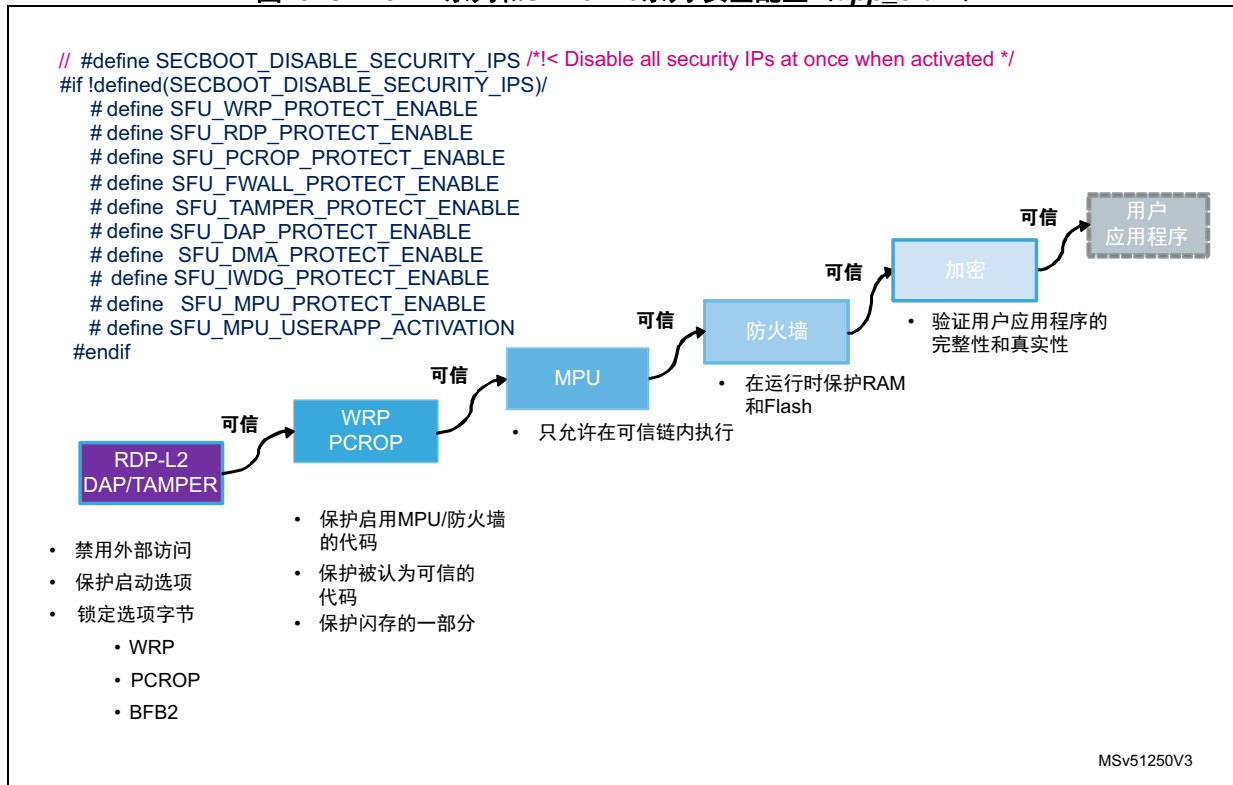 // #define SECBOOT_DISABLE_SECURITY_IPS /*!< Disable all security IPs at once when activated */
#if !defined(SECBOOT_DISABLE_SECURITY_IPS)/
# define SFU_WRP_PROTECT_ENABLE
# define SFU_RDP_PROTECT_ENABLE
# define SFU_PCROP_PROTECT_ENABLE
# define SFU_FWALL_PROTECT_ENABLE
# define SFU_TAMPER_PROTECT_ENABLE
# define SFU_DAP_PROTECT_ENABLE
# define SFU_DMA_PROTECT_ENABLE
# define SFU_IWDG_PROTECT_ENABLE
# define SFU_MPU_PROTECT_ENABLE
# define SFU_MPU_USERAPP_ACTIVATION
#endif
RDP-L2
DAP/TAMPER
• 禁用外部访问
• 保护启动选项
• 锁定选项字节
• WRP
• PCROP
• BFB2
可信
WRP
PCROP
• 保护启用MPU/防火墙
的代码
• 保护被认为可信的
代码
• 保护闪存的一部分
可信
MPU
• 只允许在可信链内执行
可信
防火墙
• 在运行时保护RAM
和Flash
可信
加密
• 验证用户应用程序的
完整性和真实性
可信
用户
应用程序
MSv51250V3